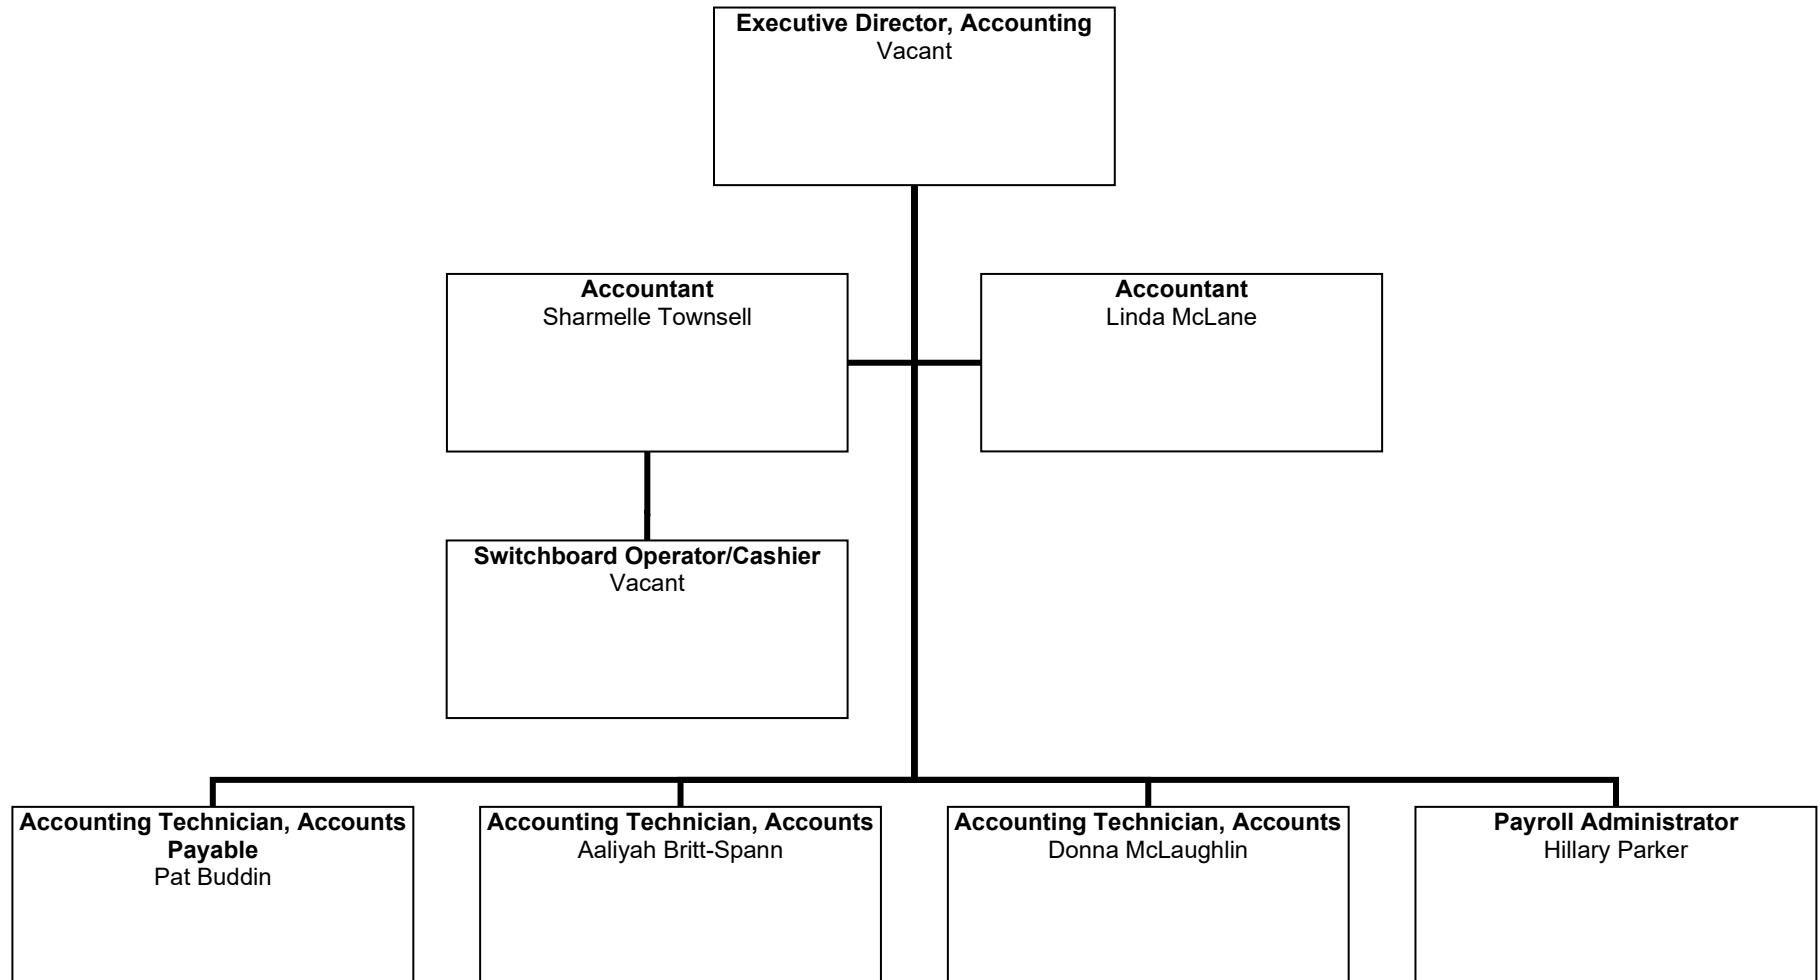 Executive Director, Accounting
Vacant
Accountant
Sharmelle Townsell
Accountant
Linda McLane
Switchboard Operator/Cashier
Vacant
Accounting Technician, Accounts
Payable
Pat Buddin
Accounting Technician, Accounts
Aaliyah Britt-Spann
Accounting Technician, Accounts
Donna McLaughlin
Payroll Administrator
Hillary Parker